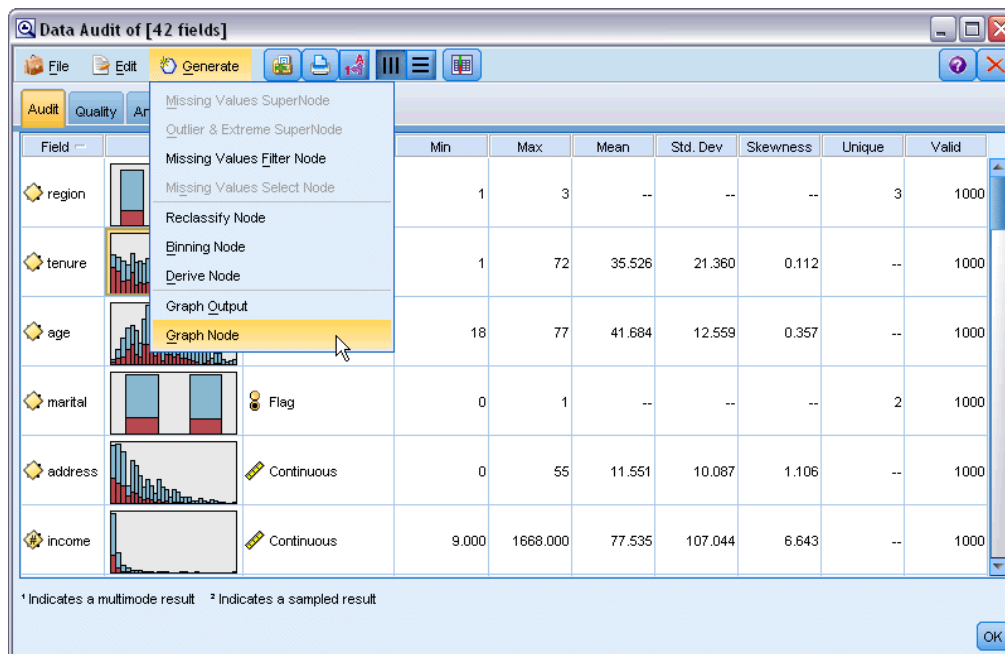 Data Audit of [42 fields]
File Edit Generate
Missing Values SuperNode
Outlier & Extreme SuperNode
Missing Values Filter Node
Missing Values Select Node
Reclassify Node
Binning Node
Derive Node
Graph Output
Graph Node
Audit Quality An
Field Min Max Mean Std. Dev Skewness Unique Valid
region 1 3 -- -- -- 3 1000
tenure 1 72 35.526 21.360 0.112 -- 1000
age 18 77 41.684 12.559 0.357 -- 1000
marital Flag 0 1 -- -- -- 2 1000
address Continuous 0 55 11.551 10.087 1.106 -- 1000
income Continuous 9.000 1668.000 77.535 107.044 6.643 -- 1000
¹ Indicates a multimode result ² Indicates a sampled result
OK